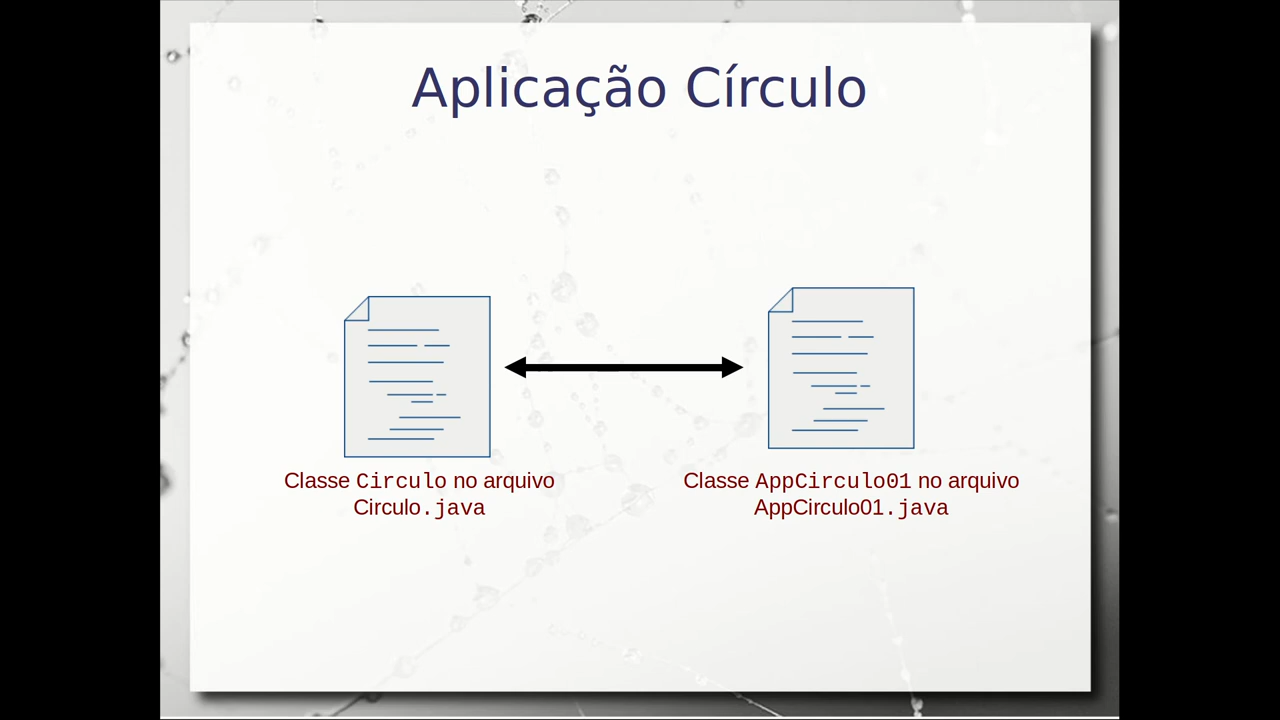 Aplicação Círculo
Classe Circulo no arquivo
Circulo.java
Classe AppCirculo01 no arquivo
AppCirculo01.java